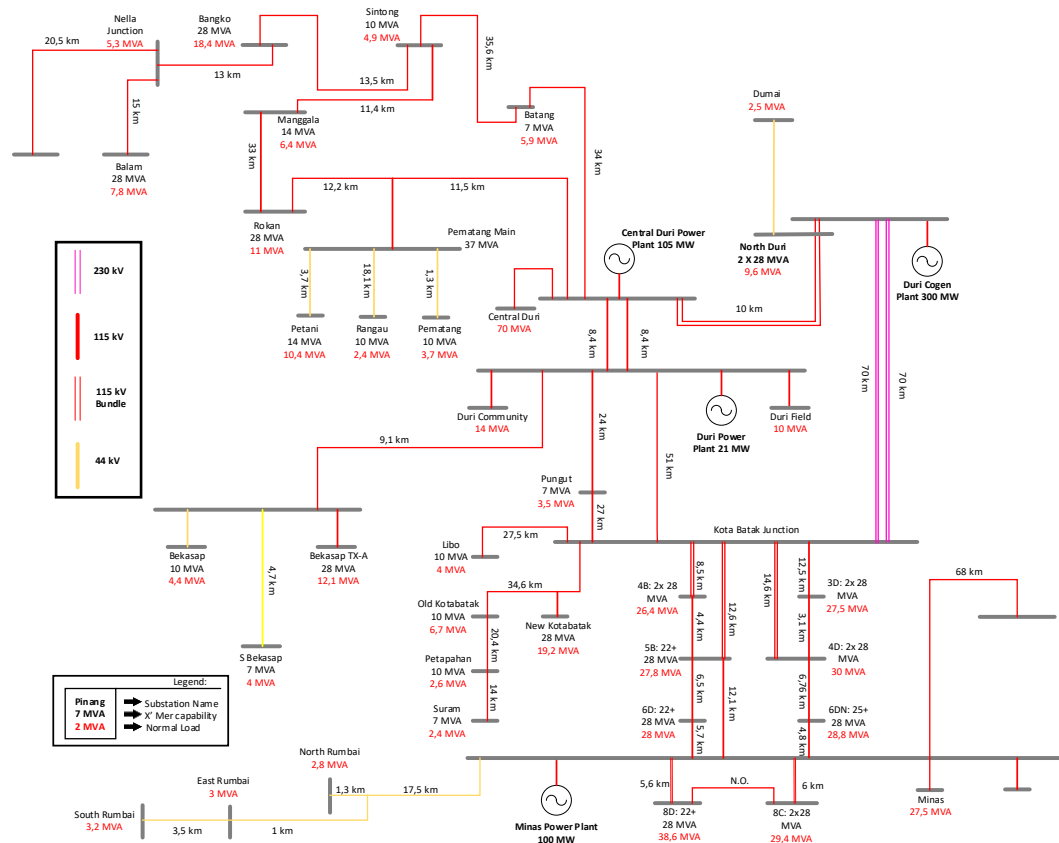 Nella
Junction
5,3 MVA
20,5 km
Bangko
28 MVA
18,4 MVA
13 km
15 km
Balam
28 MVA
7,8 MVA
Sintong
10 MVA
4,9 MVA
13,5 km
11,4 km
35,6 km
Manggala
14 MVA
6,4 MVA
Batang
7 MVA
5,9 MVA
33 km
34 km
12,2 km
11,5 km
Rokan
28 MVA
11 MVA
Pematang Main
37 MVA
3,7 km
18,1 km
1,3 km
Petani
14 MVA
10,4 MVA
Rangau
10 MVA
2,4 MVA
Pematang
10 MVA
3,7 MVA
Dumai
2,5 MVA
Central Duri Power
Plant 105 MW
North Duri
2 X 28 MVA
9,6 MVA
Duri Cogen
Plant 300 MW
Central Duri
70 MVA
10 km
8,4 km
8,4 km
70 km
70 km
230 kV
115 kV
115 kV
Bundle
44 kV
Duri Community
14 MVA
Duri Power
Plant 21 MW
Duri Field
10 MVA
24 km
51 km
9,1 km
Pungut
7 MVA
3,5 MVA
27 km
Kota Batak Junction
Bekasap
10 MVA
4,4 MVA
4,7 km
Bekasap TX-A
28 MVA
12,1 MVA
S Bekasap
7 MVA
4 MVA
Libo
10 MVA
4 MVA
27,5 km
34,6 km
Old Kotabatak
10 MVA
6,7 MVA
New Kotabatak
28 MVA
19,2 MVA
20,4 km
Petapahan
10 MVA
2,6 MVA
14 km
Suram
7 MVA
2,4 MVA
8,5 km
4B: 2x 28
MVA
26,4 MVA
12,6 km
4,4 km
5B: 22+
28 MVA
27,8 MVA
6,5 km
12,1 km
6D: 22+
28 MVA
28 MVA
5,7 km
14,6 km
12,5 km
3D: 2x 28
MVA
27,5 MVA
3,1 km
4D: 2x 28
MVA
30 MVA
6,76 km
6DN: 25+
28 MVA
28,8 MVA
4,8 km
68 km
Legend:
Pinang
7 MVA
2 MVA
Substation Name
X' Mer capability
Normal Load
North Rumbai
2,8 MVA
East Rumbai
3 MVA
South Rumbai
3,2 MVA
1,3 km
17,5 km
3,5 km
1 km
Minas Power Plant
100 MW
5,6 km
N.O.
6 km
8D: 22+
28 MVA
38,6 MVA
8C: 2x28
MVA
29,4 MVA
Minas
27,5 MVA